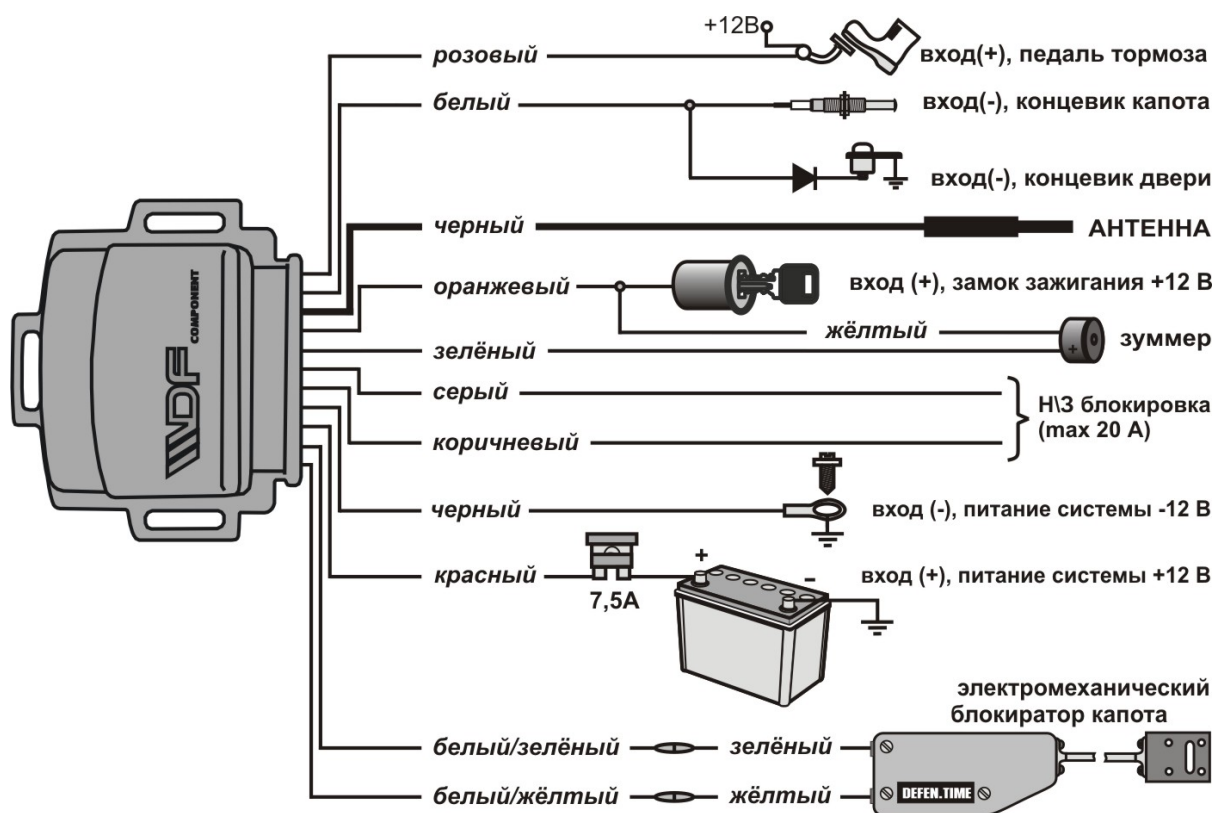 +12В
розовый
вход(+), педаль тормоза
белый
вход(-), концевик капота
вход(-), концевик двери
черный
АНТЕННА
оранжевый
вход (+), замок зажигания +12 В
жёлтый
зелёный
+
зуммер
серый
коричневый
Н\З блокировка
(max 20 А)
черный
вход (-), питание системы -12 В
красный
7,5А
+
-
вход (+), питание системы +12 В
электромеханический
блокиратор капота
белый/зелёный
зелёный
белый/жёлтый
жёлтый
DEFEN.TIME
DF
COMPONENT